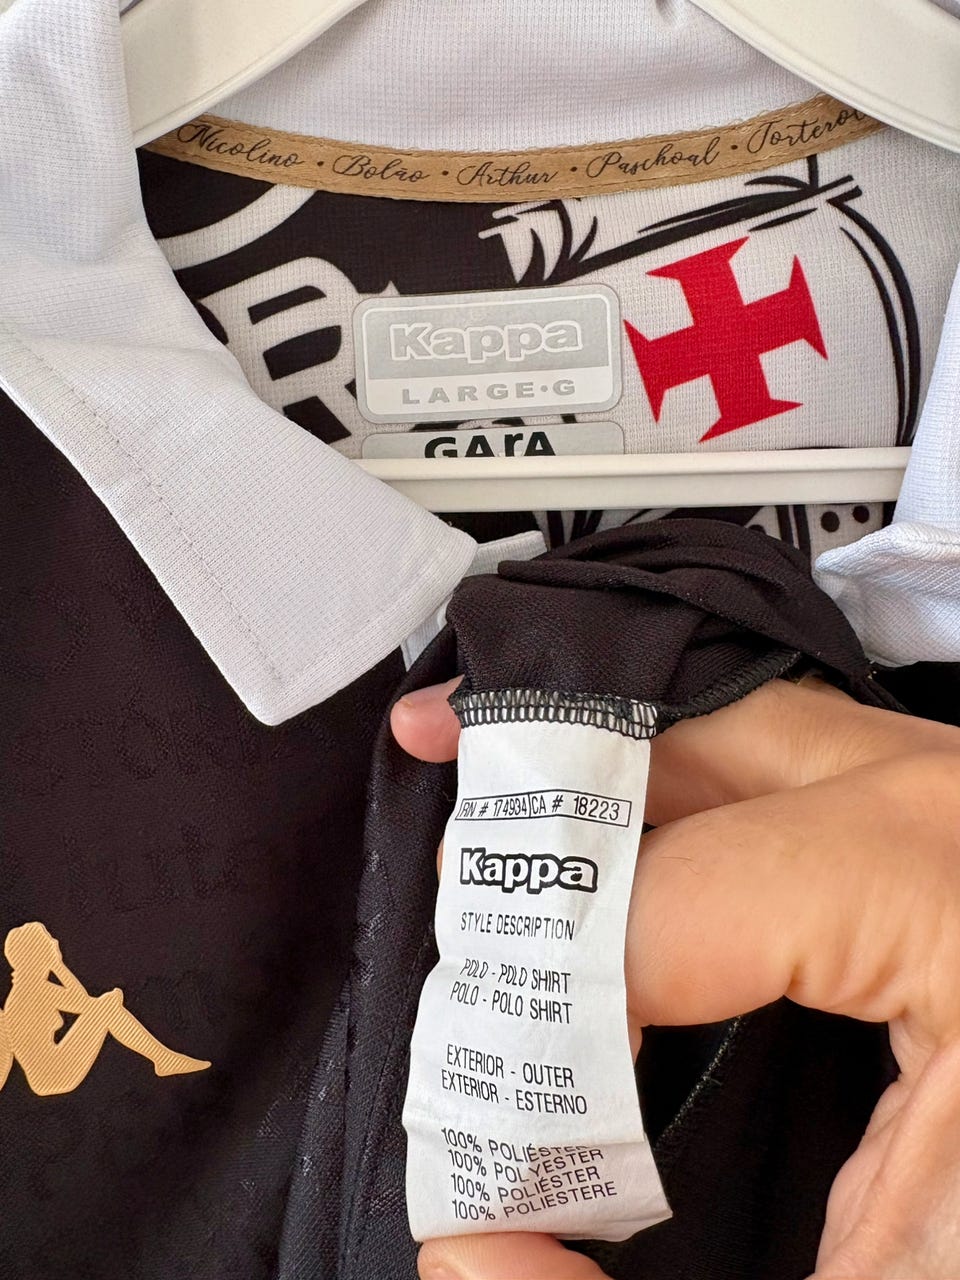 Nicolino • Bolão • Arthur • Paschoal • Torterol
Kappa
LARGE•G
GARA
RN # 174934 CA # 18223
Kappa
STYLE DESCRIPTION
POLO - POLO SHIRT
POLO - POLO SHIRT
EXTERIOR - OUTER
EXTERIOR - ESTERNO
100% POLIÉSTER
100% POLYESTER
100% POLIÉSTER
100% POLIESTERE